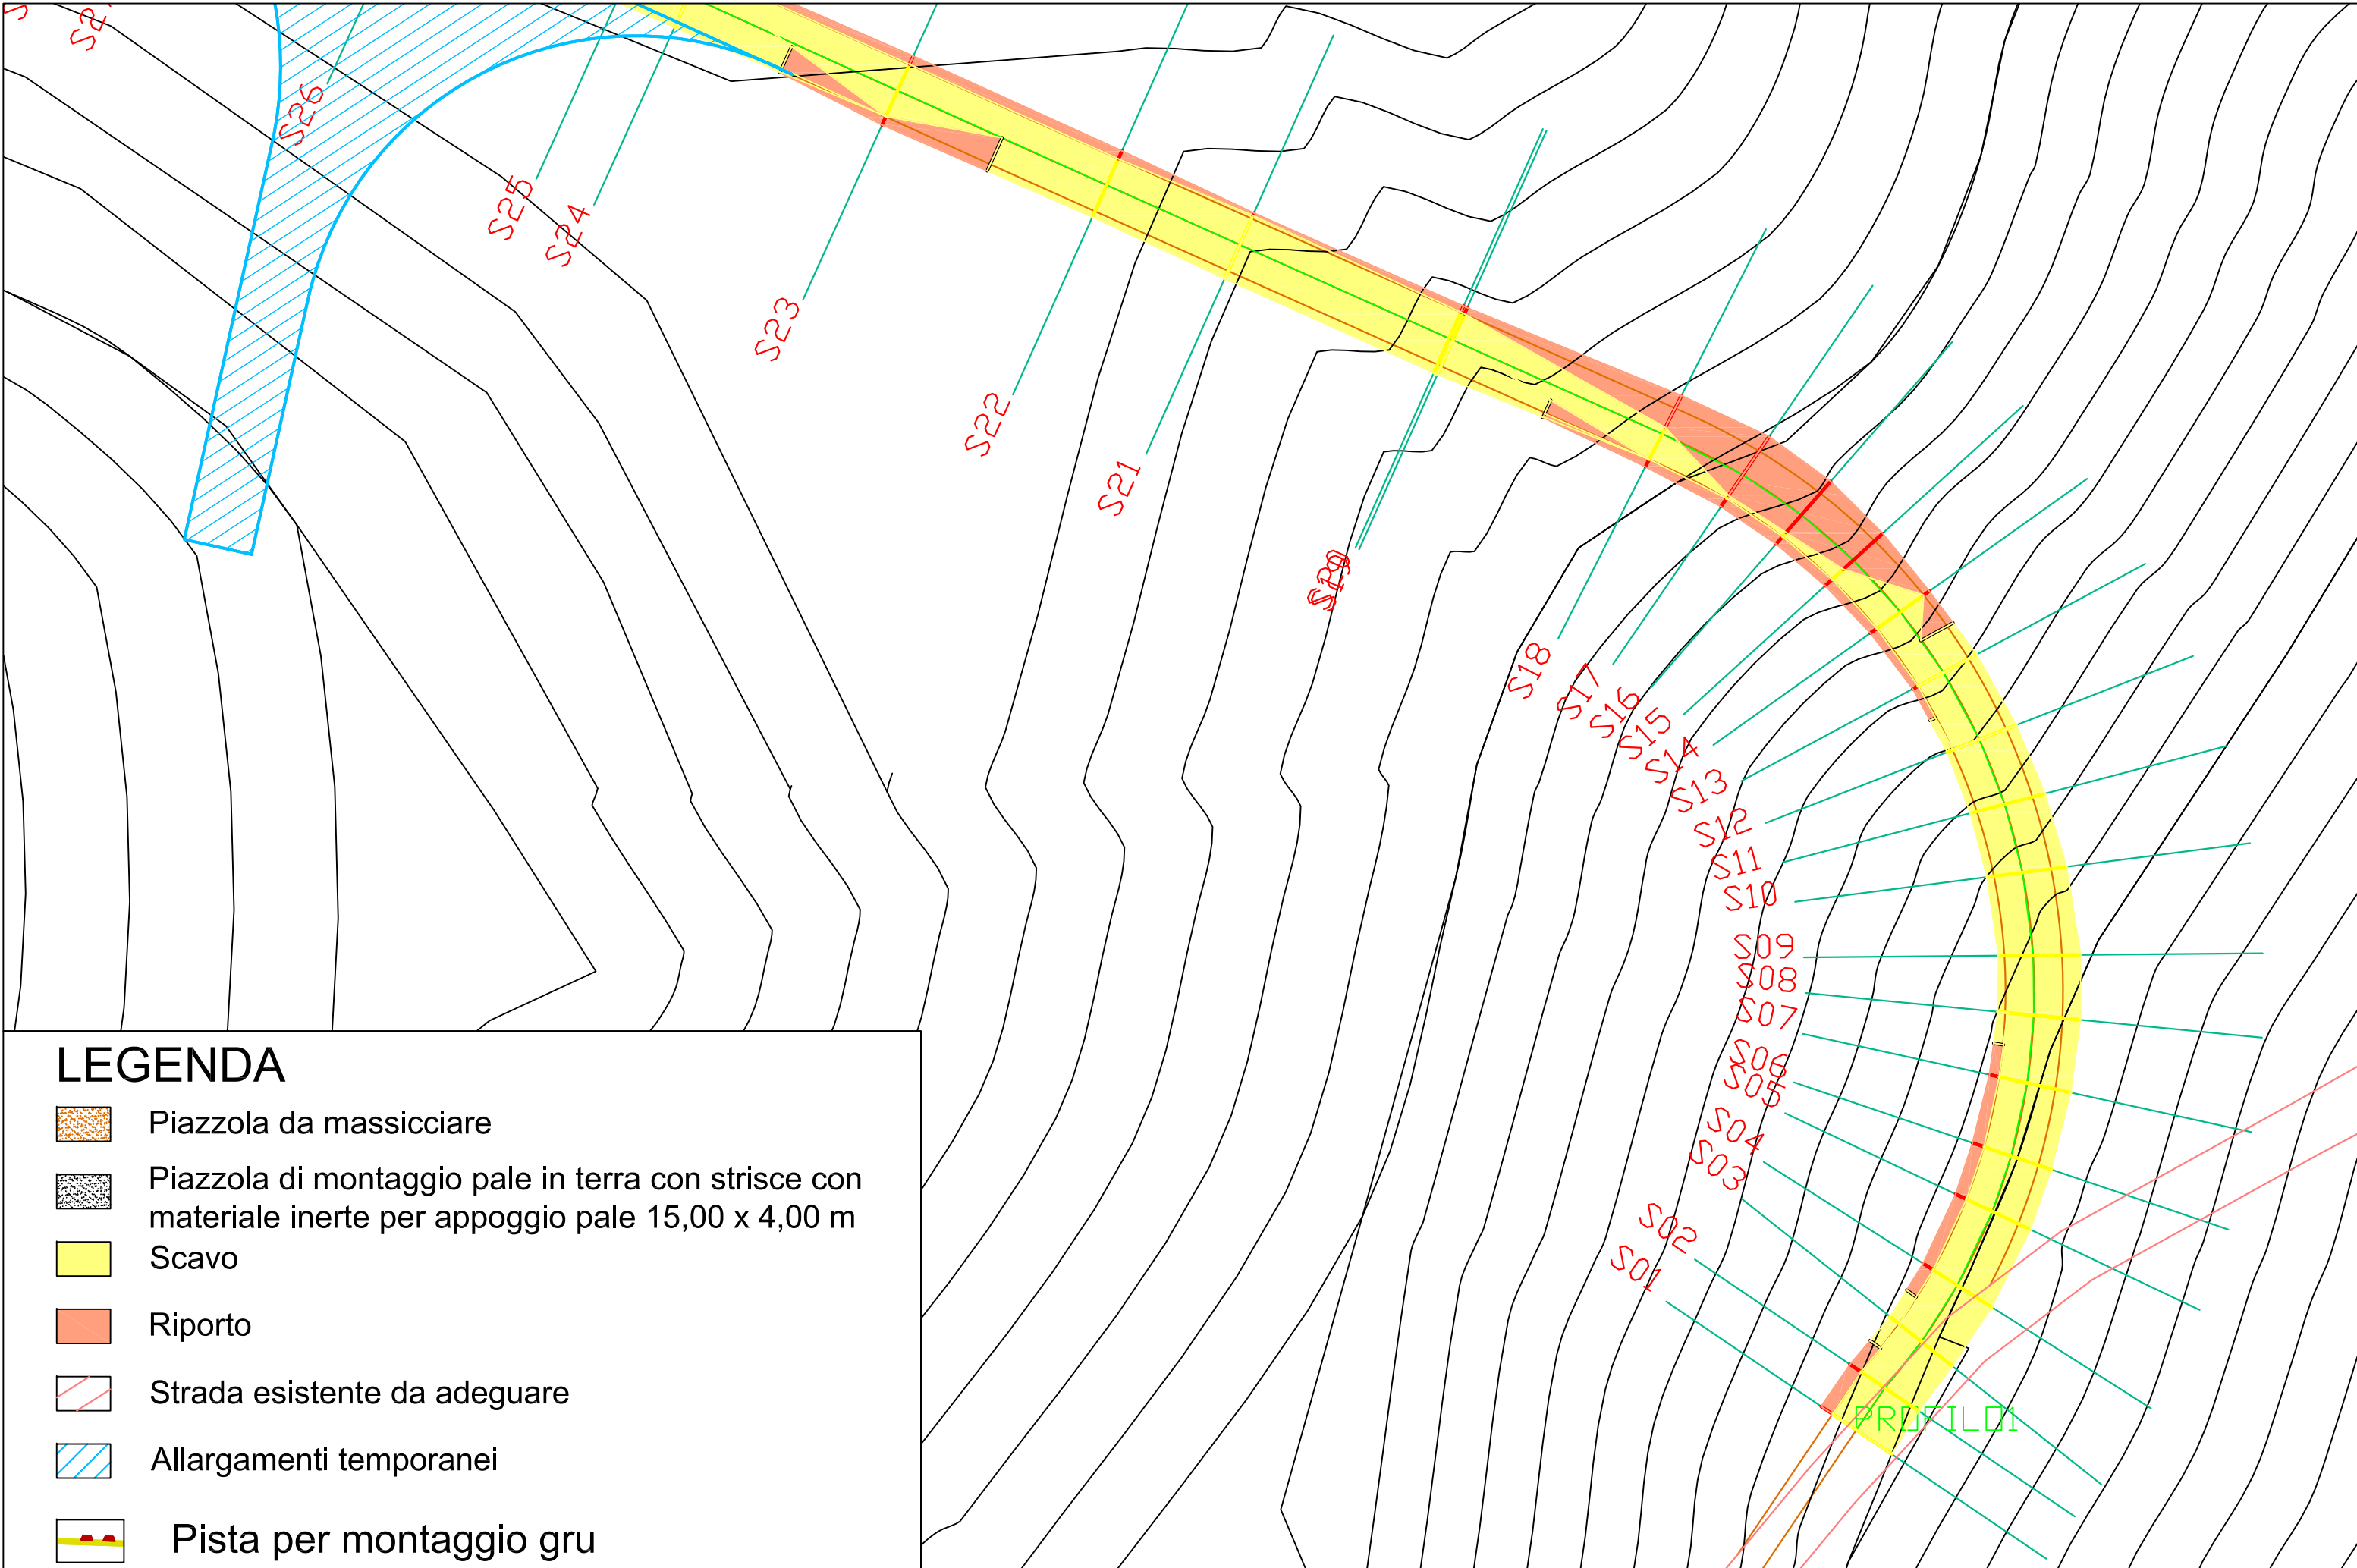 S26
S25
S24
S23
S22
S21
S19
S18
S17
S16
S15
S14
S13
S12
S11
S10
S09
S08
S07
S06
S05
S04
S03
S02
S01
PROFILO1
LEGENDA
Piazzola da massicciare
Piazzola di montaggio pale in terra con strisce con
materiale inerte per appoggio pale 15,00 x 4,00 m
Scavo
Riporto
Strada esistente da adeguare
Allargamenti temporanei
Pista per montaggio gru